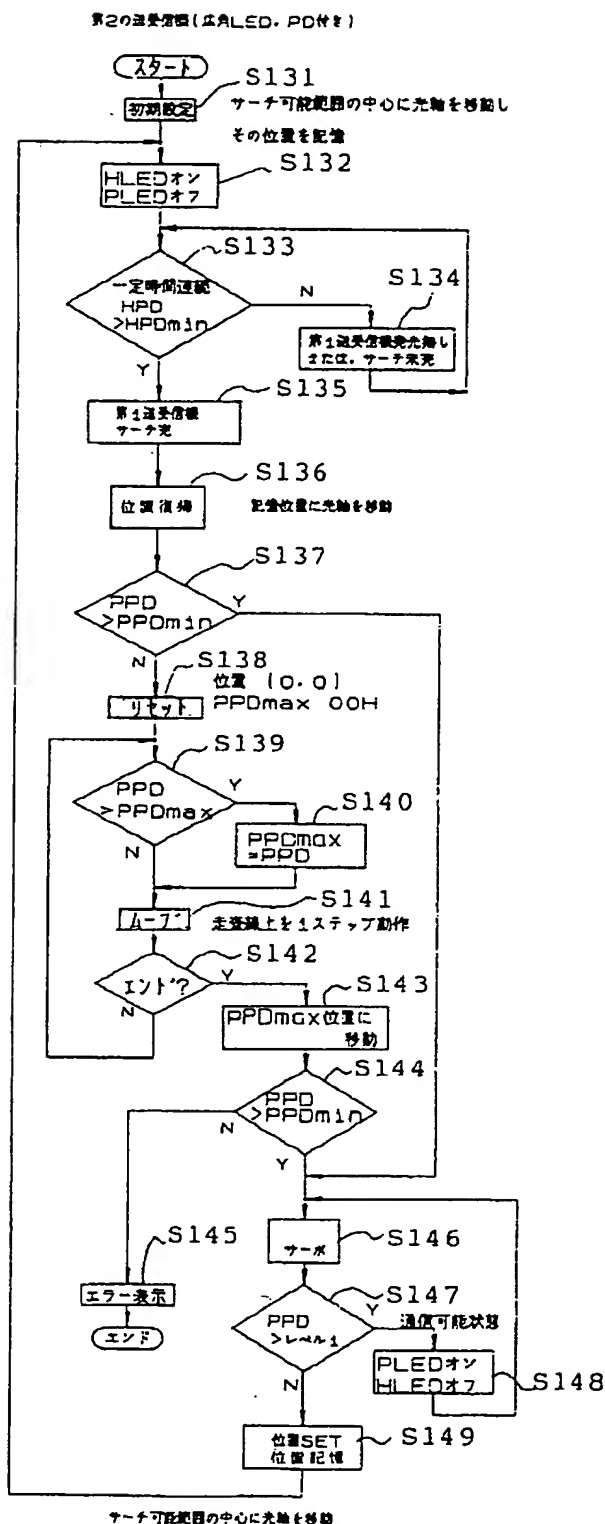 第2の送受信機(広角LED、PD付き)
スタート
S131
初期設定
サーチ可能範囲の中心に光軸を移動し
その位置を記憶
S132
HLEDオン
PLEDオフ
S133
一定時間連続
HPD
>HPDmin
N
Y
S134
第1送受信機発光無し
または、サーチ未完
S135
第1送受信機
サーチ完
S136
位置復帰
記憶位置に光軸を移動
S137
PPD
>PPDmin
Y
N
S138
リセット
位置 (0.0)
PPDmax 00H
S139
PPD
>PPDmax
Y
N
S140
PPDmax
=PPD
S141
ムーブ
走査線上を1ステップ動作
S142
エンド?
Y
N
S143
PPDmax位置に
移動
S144
PPD
>PPDmin
N
Y
S145
エラー表示
エンド
S146
サーボ
S147
PPD
>レベル1
Y
N
通信可能状態
PLEDオン
HLEDオフ
S148
S149
位置SET
位置記憶
サーチ可能範囲の中心に光軸を移動